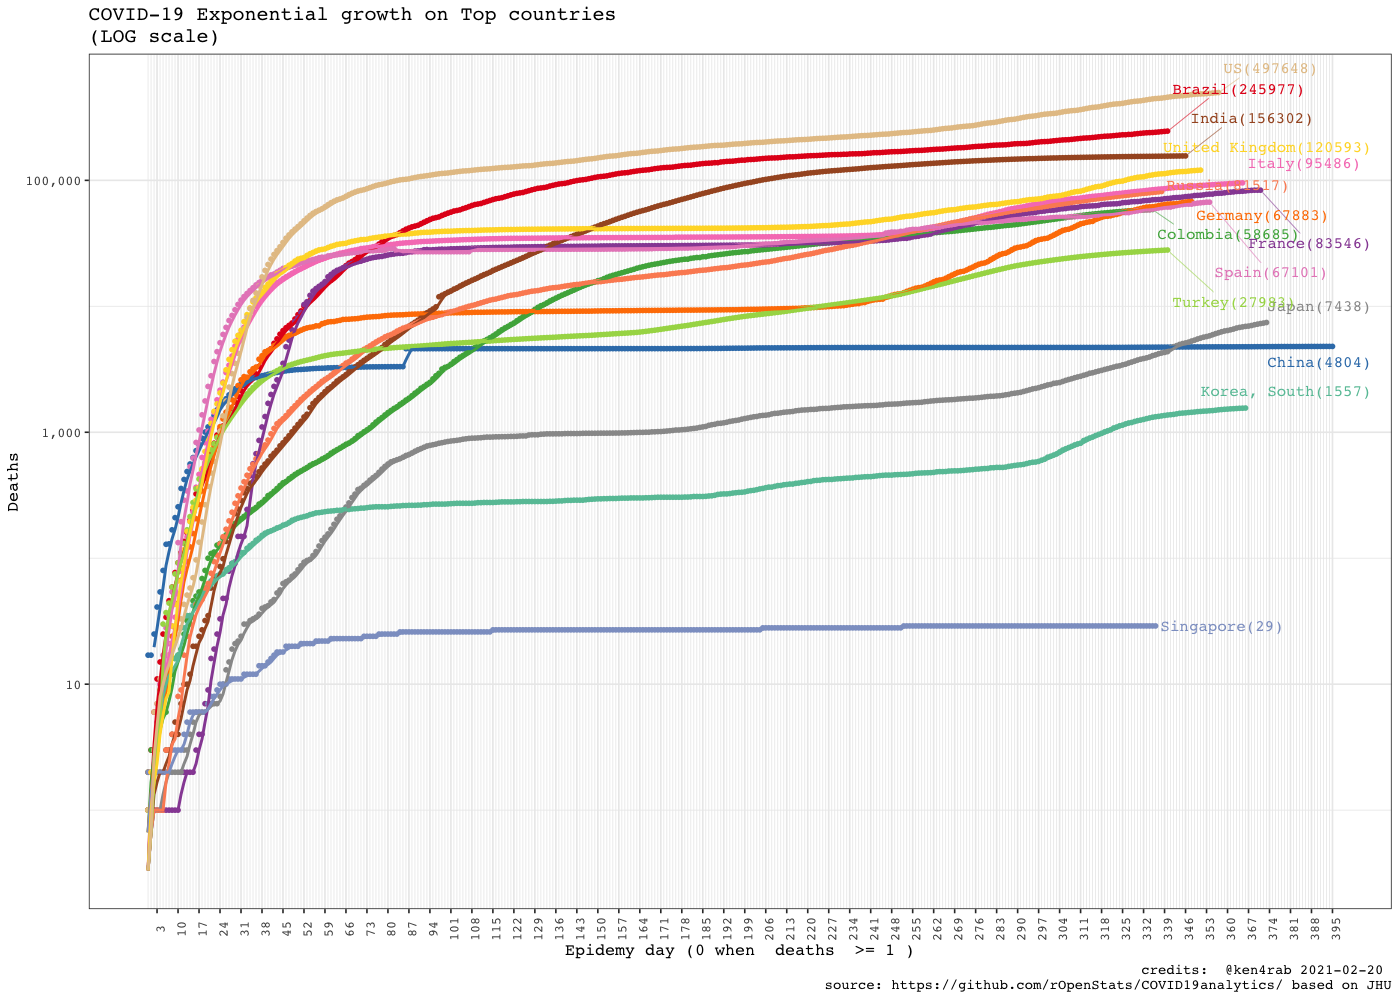 COVID-19 Exponential growth on Top countries
(LOG scale)
US(497648)
Brazil(245977)
India(156302)
United Kingdom(120593)
Italy(95486)
Germany(67883)
Colombia(58685)
France(83546)
Spain(67101)
Japan(7438)
China(4804)
Korea, South(1557)
Singapore(29)
100,000
1,000
10
Deaths
3 10 17 24 31 38 45 52 59 66 73 80 87 94 101 108 115 122 129 136 143 150 157 164 171 178 185 192 199 206 213 220 227 234 241 248 255 262 269 276 283 290 297 304 311 318 325 332 339 346 353 360 367 374 381 388 395
Epidemy day (0 when deaths >= 1 )
credits: @ken4rab 2021-02-20
source: https://github.com/rOpenStats/COVID19analytics/ based on JHU